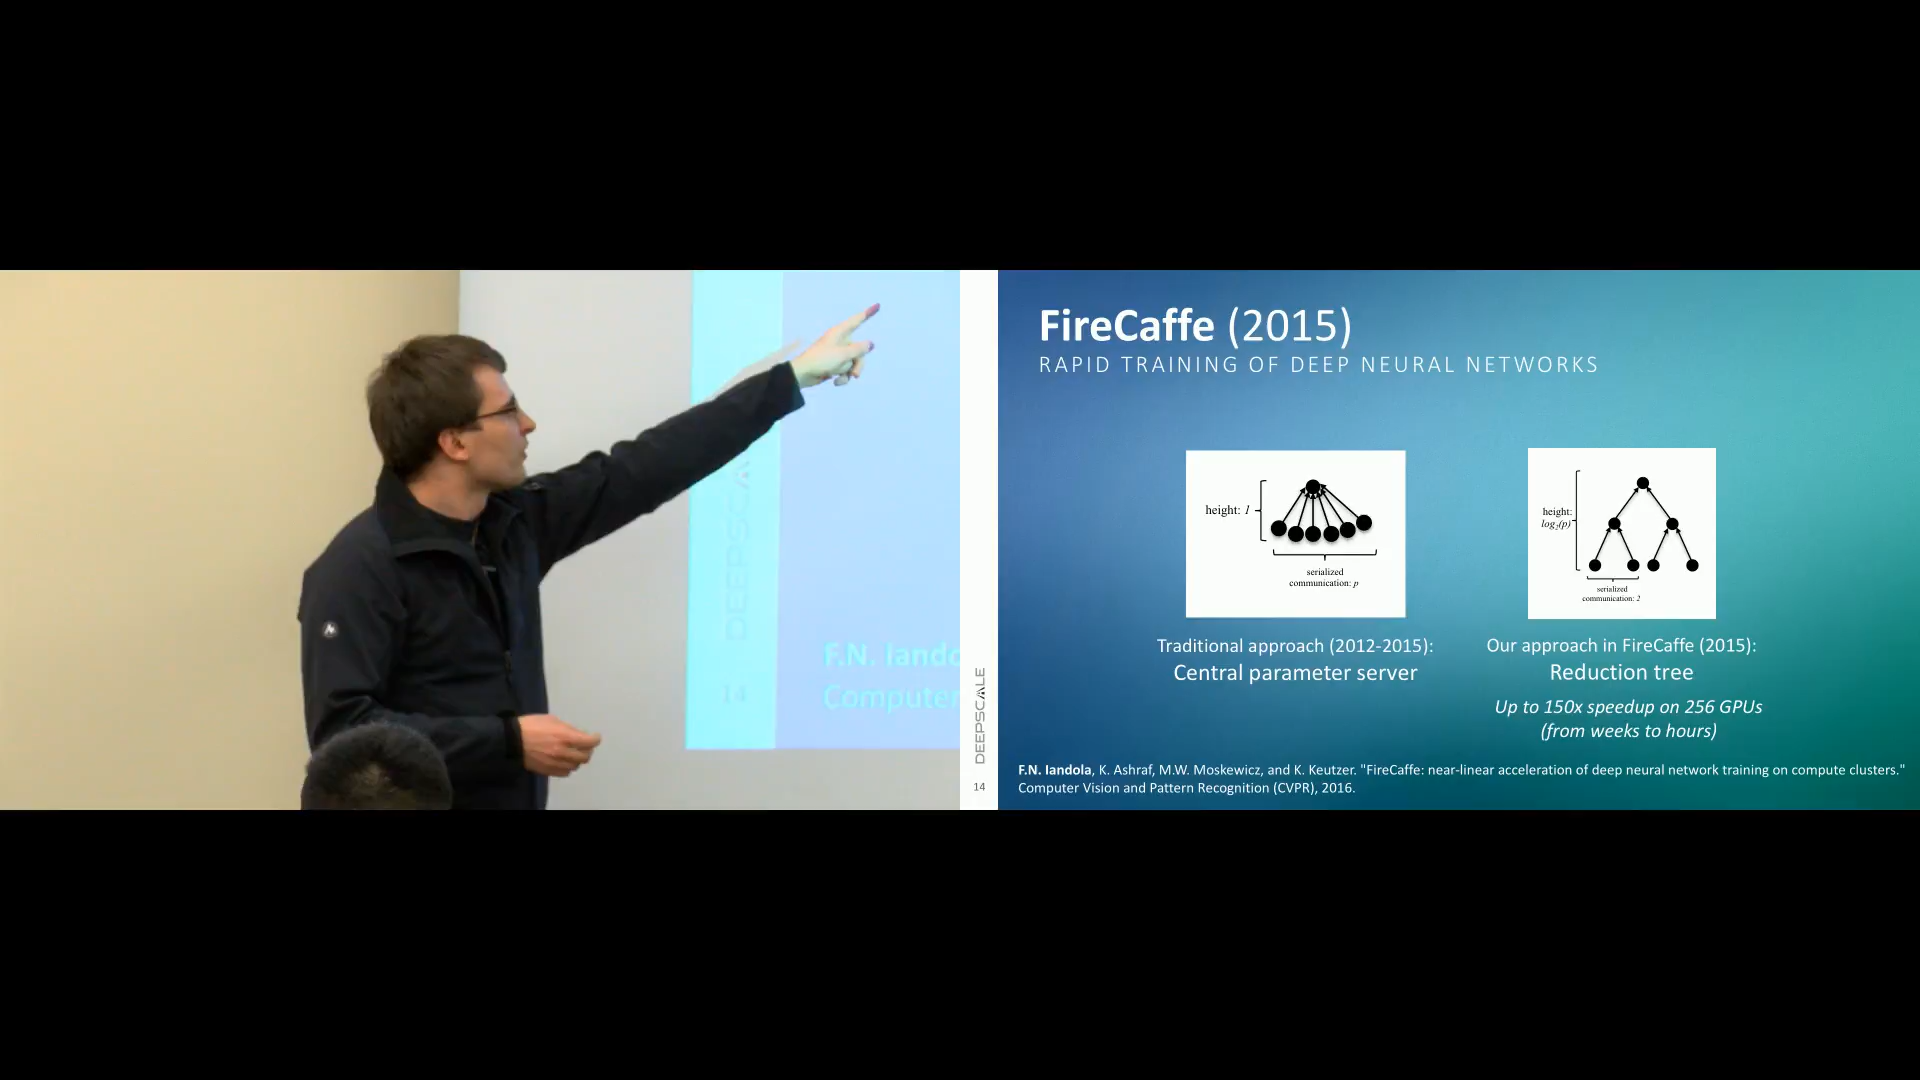 DEEPSCALE
14
F.N. Iando
Computer
DEEPSCALE
14
FireCaffe (2015)
RAPID TRAINING OF DEEP NEURAL NETWORKS
height: 1
serialized
communication: p
height:
log₂(p)
serialized
communication: 2
Traditional approach (2012-2015):
Central parameter server
Our approach in FireCaffe (2015):
Reduction tree
Up to 150x speedup on 256 GPUs
(from weeks to hours)
F.N. Iandola, K. Ashraf, M.W. Moskewicz, and K. Keutzer. "FireCaffe: near-linear acceleration of deep neural network training on compute clusters."
Computer Vision and Pattern Recognition (CVPR), 2016.